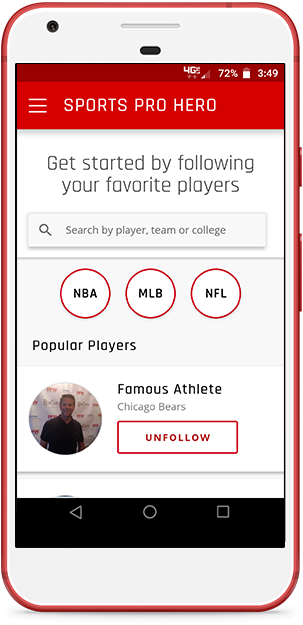 4G 72% 3:49
SPORTS PRO HERO
Get started by following
your favorite players
Search by player, team or college
NBA MLB NFL
Popular Players
Famous Athlete
Chicago Bears
UNFOLLOW